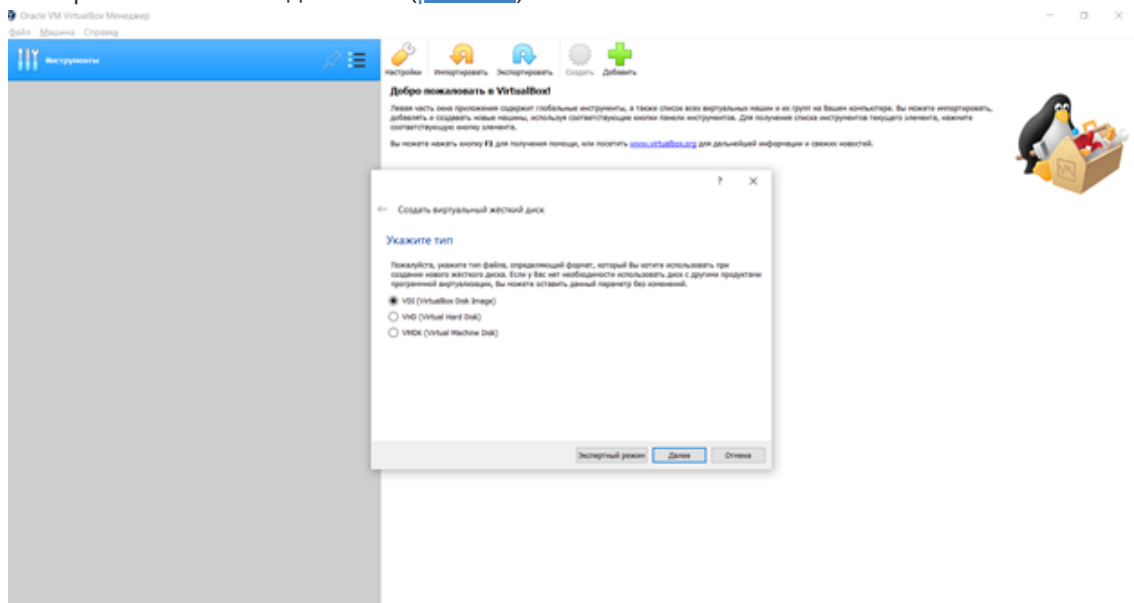 Oracle VM VirtualBox Менеджер
Файл Машина Справка
Инструменты
Настройки Импортировать Экспортировать Создать Добавить
Добро пожаловать в VirtualBox!
Левая часть окна приложения содержит глобальные инструменты, а также список всех виртуальных машин и их групп на Вашем компьютере. Вы можете импортировать,
добавлять и создавать новые машины, используя соответствующие кнопки панели инструментов. Для получения списка инструментов текущего элемента, нажмите
соответствующую кнопку элемента.
Вы можете нажать кнопку F1 для получения помощи, или посетить www.virtualbox.org для дальнейшей информации и свежих новостей.
Создать виртуальный жёсткий диск
Укажите тип
Пожалуйста, укажите тип файла, определяющий формат, который Вы хотите использовать при
создании нового жёсткого диска. Если у Вас нет необходимости использовать диск с другими продуктами
программной виртуализации, Вы можете оставить данный параметр без изменений.
VDI (VirtualBox Disk Image)
VHD (Virtual Hard Disk)
VMDK (Virtual Machine Disk)
Экспертный режим Далее Отмена